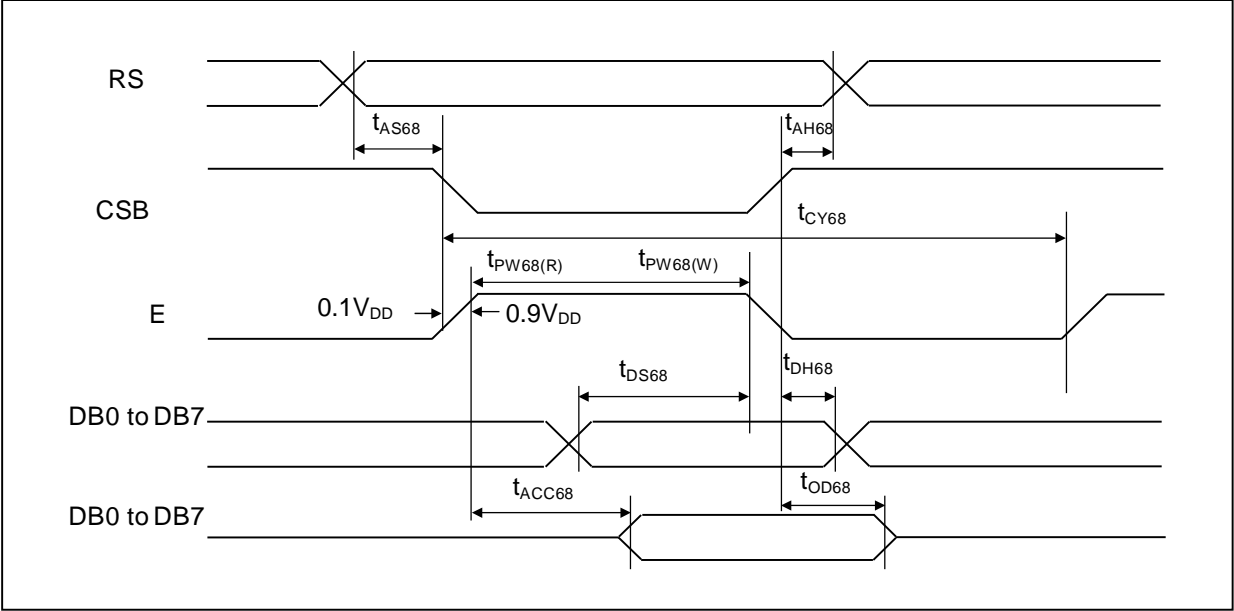 RS
tAS68
tAH68
CSB
tCY68
tPW68(R)
tPW68(W)
E
0.1VDD
0.9VDD
tDS68
tDH68
DB0 to DB7
tACC68
tOD68
DB0 to DB7